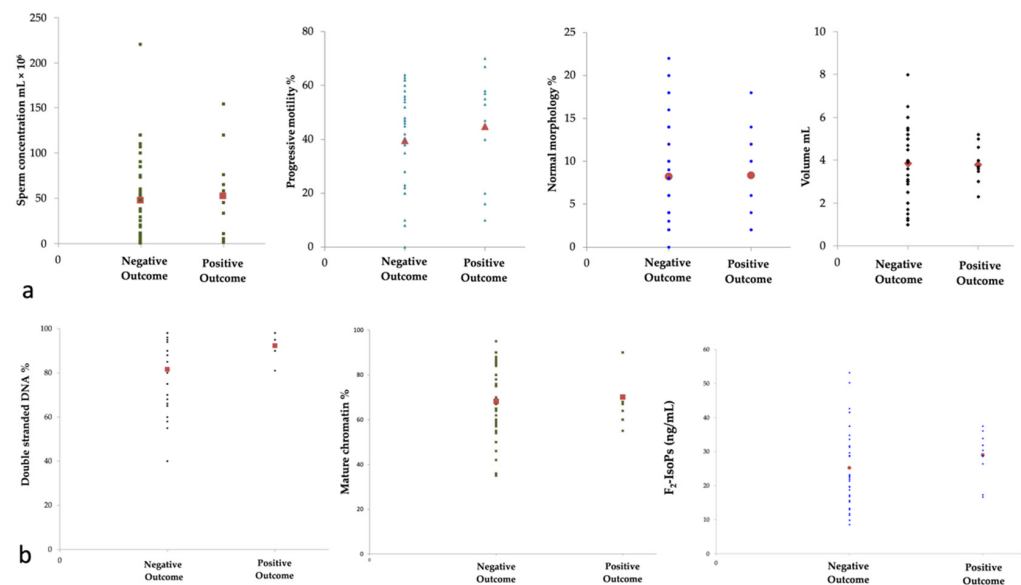 250
200
150
100
50
0
Sperm concentration mL × 10⁶
0
Negative Outcome
Positive Outcome
80
60
40
20
0
Progressive motility %
0
Negative Outcome
Positive Outcome
25
20
15
10
5
0
Normal morphology %
0
Negative Outcome
Positive Outcome
10
8
6
4
2
0
Volume mL
0
Negative Outcome
Positive Outcome
a
100
80
60
40
20
0
Double stranded DNA %
0
Negative Outcome
Positive Outcome
100
80
60
40
20
0
Mature chromatin %
0
Negative Outcome
Positive Outcome
60
50
40
30
20
10
0
F₂-IsoPs (ng/mL)
0
Negative Outcome
Positive Outcome
b